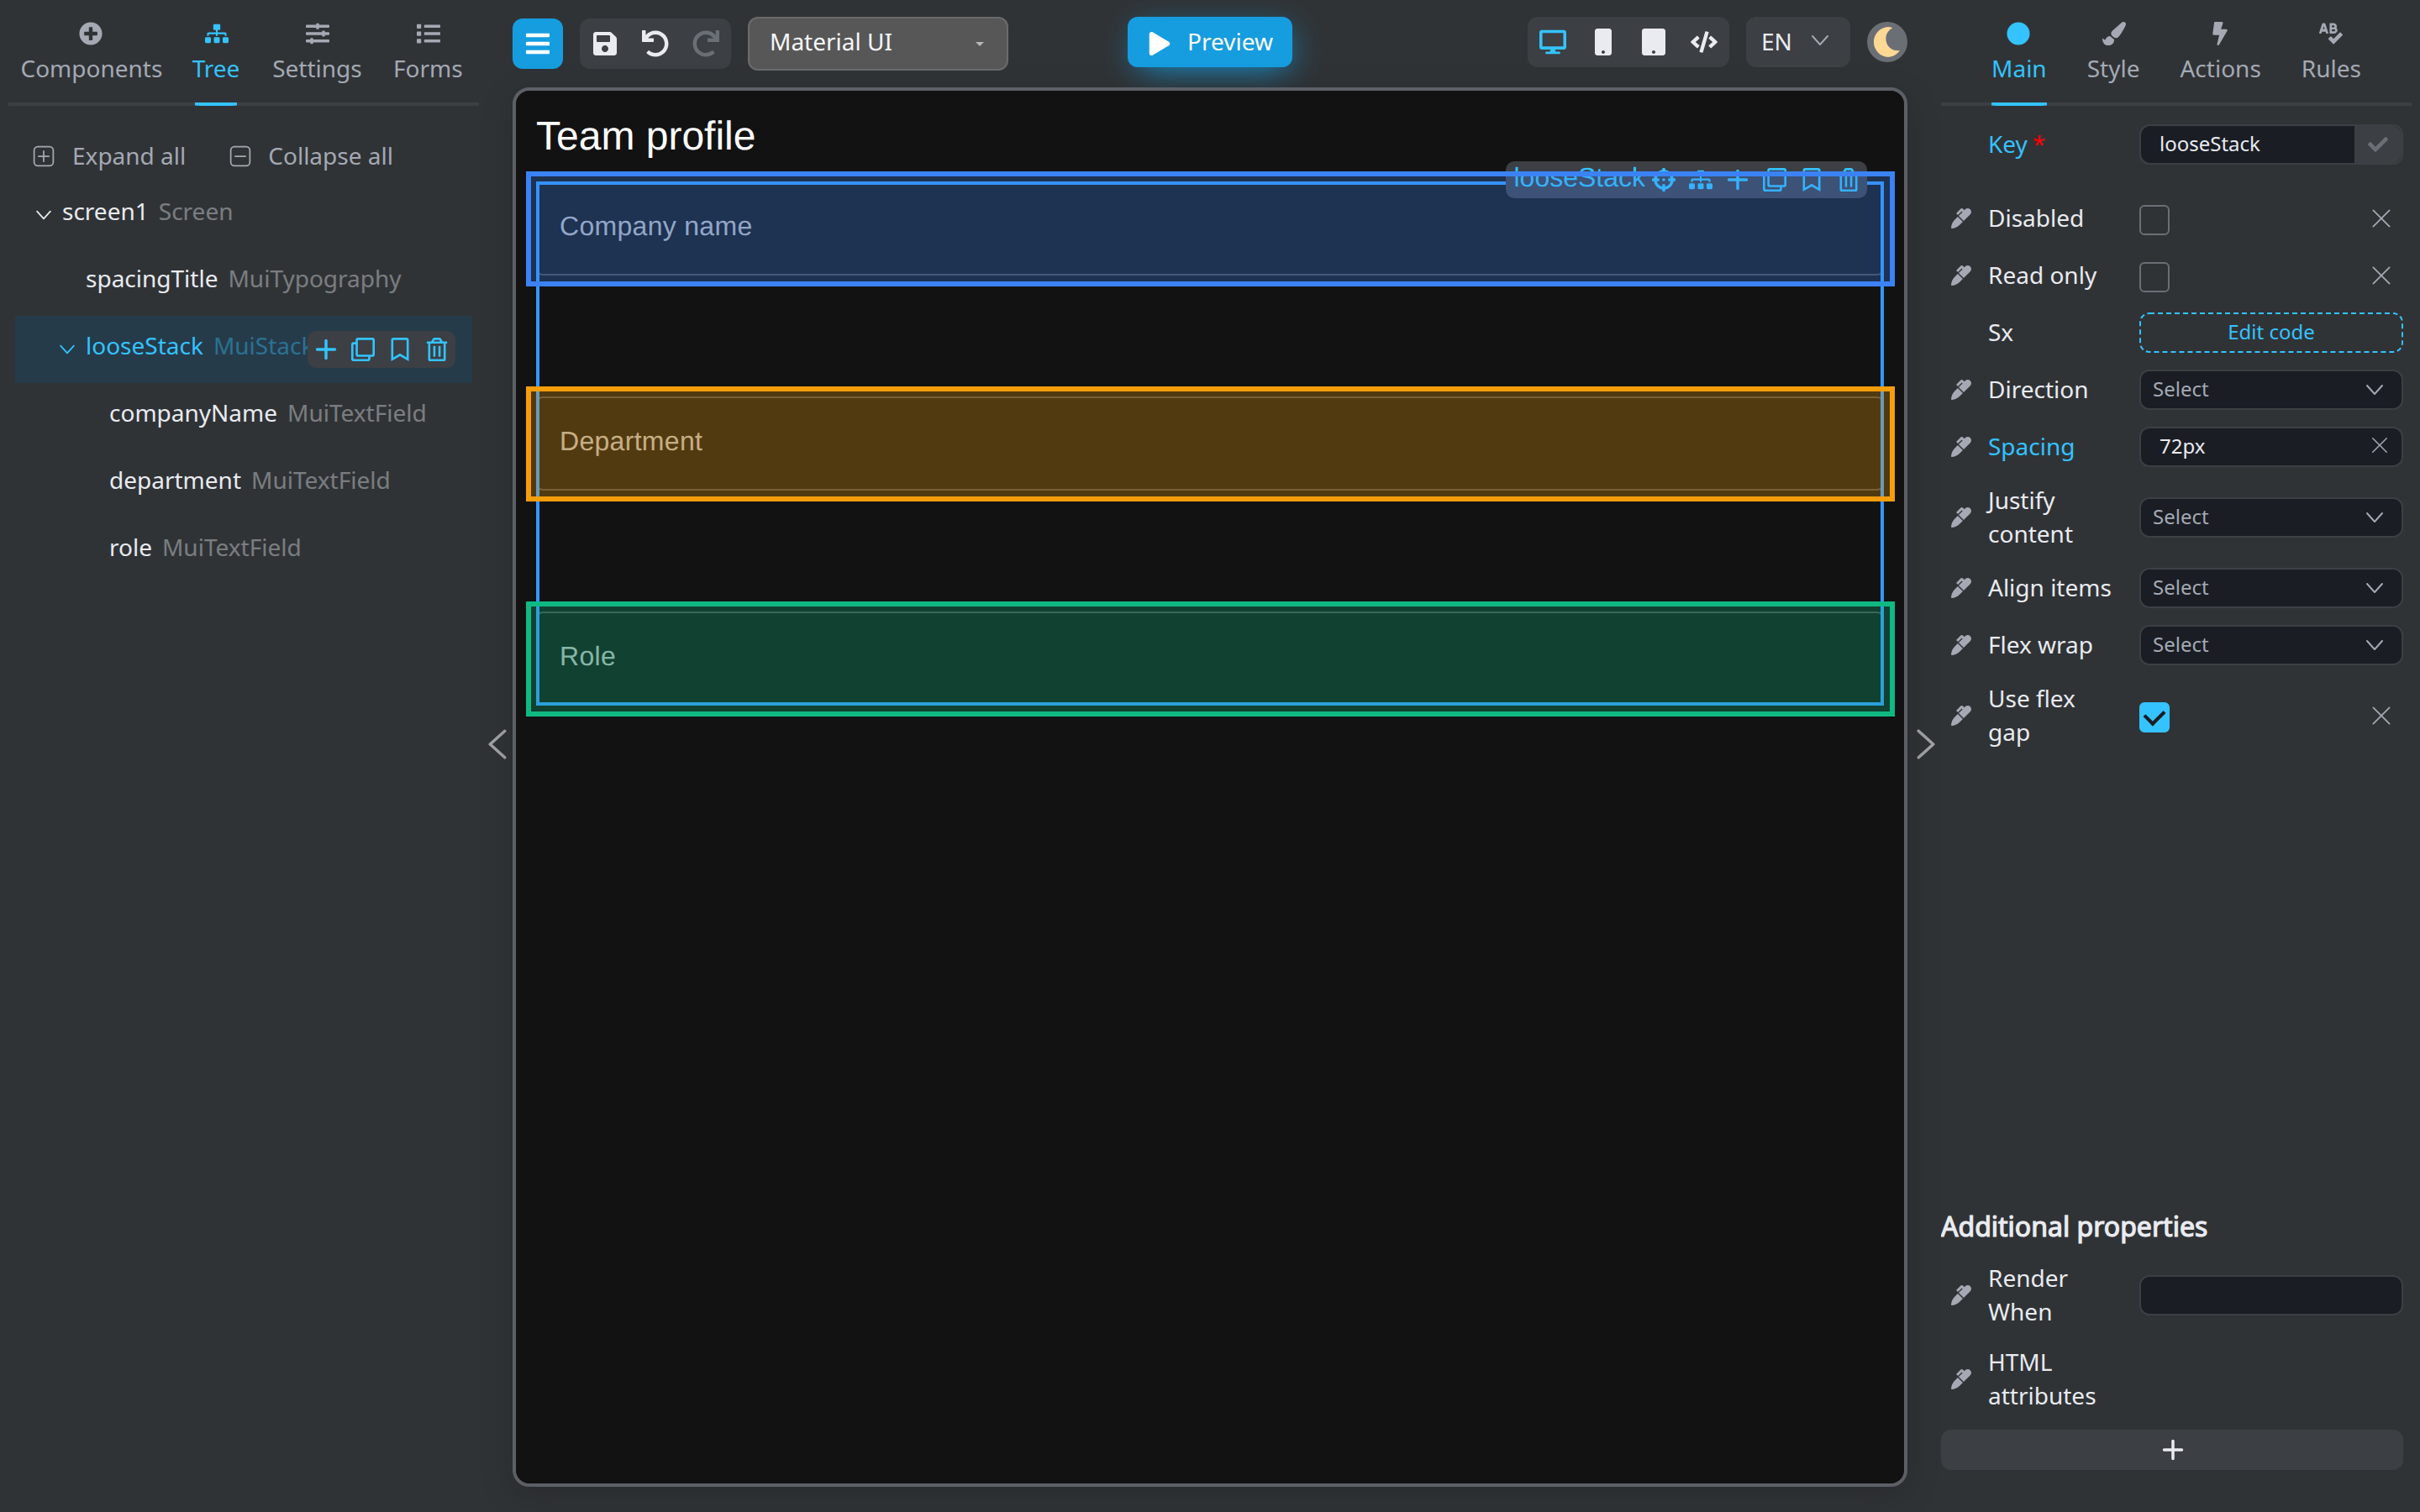 Components Tree Settings Forms
Material UI
Preview
EN
Main Style Actions Rules
Expand all Collapse all
screen1 Screen
spacingTitle MuiTypography
looseStack MuiStack
companyName MuiTextField
department MuiTextField
role MuiTextField
Team profile
looseStack
Company name
Department
Role
Key * looseStack
Disabled
Read only
Sx Edit code
Direction Select
Spacing 72px
Justify
content Select
Align items Select
Flex wrap Select
Use flex
gap
Additional properties
Render
When
HTML
attributes